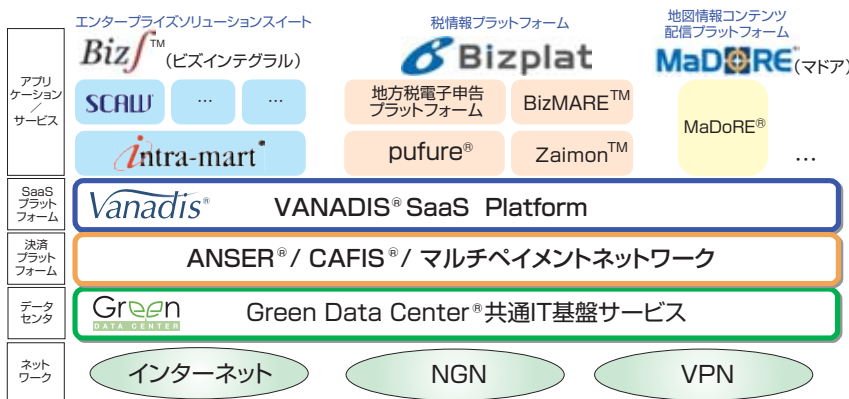 エンタープライズソリューションスイート
税情報プラットフォーム
地図情報コンテンツ
配信プラットフォーム
Biz∫™(ビズインテグラル)
Bizplat
MaDORE™(マドア)
アプリ
ケーション
/
サービス
SCAW
…
…
地方税電子申告
プラットフォーム
BizMARE™
MaDoRE®
intra-mart
pufure®
Zaimon™
…
SaaS
プラット
フォーム
Vanadis®
VANADIS® SaaS Platform
決済
プラット
フォーム
ANSER®/ CAFIS®/ マルチペイメントネットワーク
データ
センタ
Green
DATA CENTER
Green Data Center®共通IT基盤サービス
ネット
ワーク
インターネット
NGN
VPN